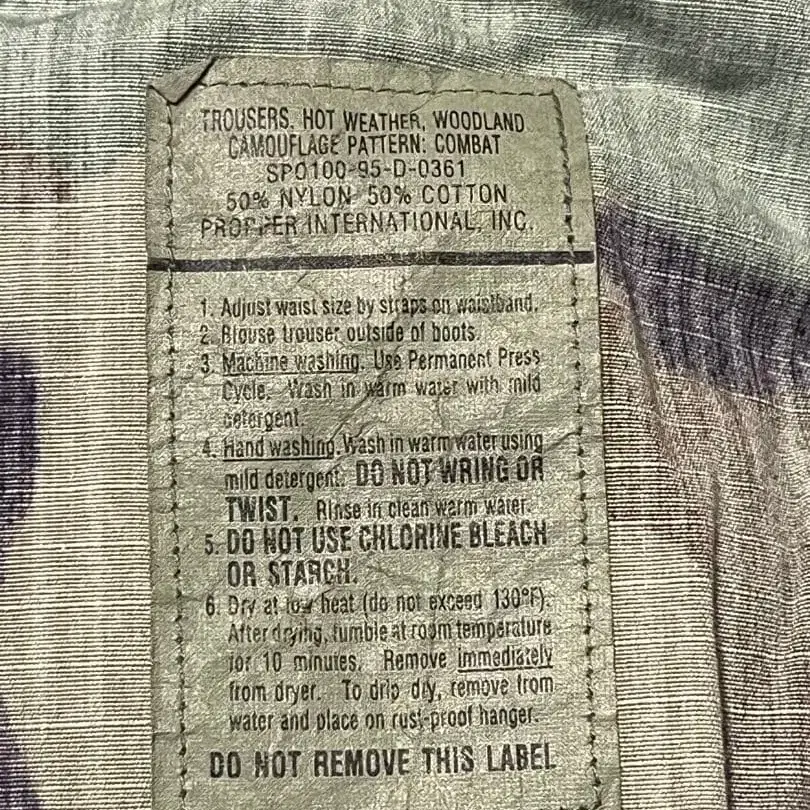 TROUSERS, HOT WEATHER, WOODLAND
CAMOUFLAGE PATTERN: COMBAT
SPO100-95-D-0361
50% NYLON 50% COTTON
PROPPER INTERNATIONAL, INC.
1. Adjust waist size by straps on waistband.
2. Blouse trouser outside of boots.
3. Machine washing. Use Permanent Press
Cycle. Wash in warm water with mild
detergent.
4. Hand washing. Wash in warm water using
mild detergent. DO NOT WRING OR
TWIST. Rinse in clean warm water.
5. DO NOT USE CHLORINE BLEACH
OR STARCH.
6. Dry at low heat (do not exceed 130°F).
After drying, tumble at room temperature
for 10 minutes. Remove immediately
from dryer. To drip dry, remove from
water and place on rust-proof hanger.
DO NOT REMOVE THIS LABEL